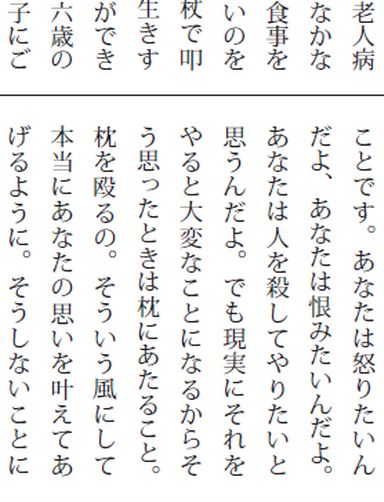 老人病
なかな
食事を
いのを
杖で叩
生きす
ができ
六歳の
子にご
ことです。あなたは怒りたいん
だよ、あなたは恨みたいんだよ。
あなたは人を殺してやりたいと
思うんだよ。でも現実にそれを
やると大変なことになるからそ
う思ったときは枕にあたること。
枕を殴るの。そういう風にして
本当にあなたの思いを叶えてあ
げるように。そうしないことに